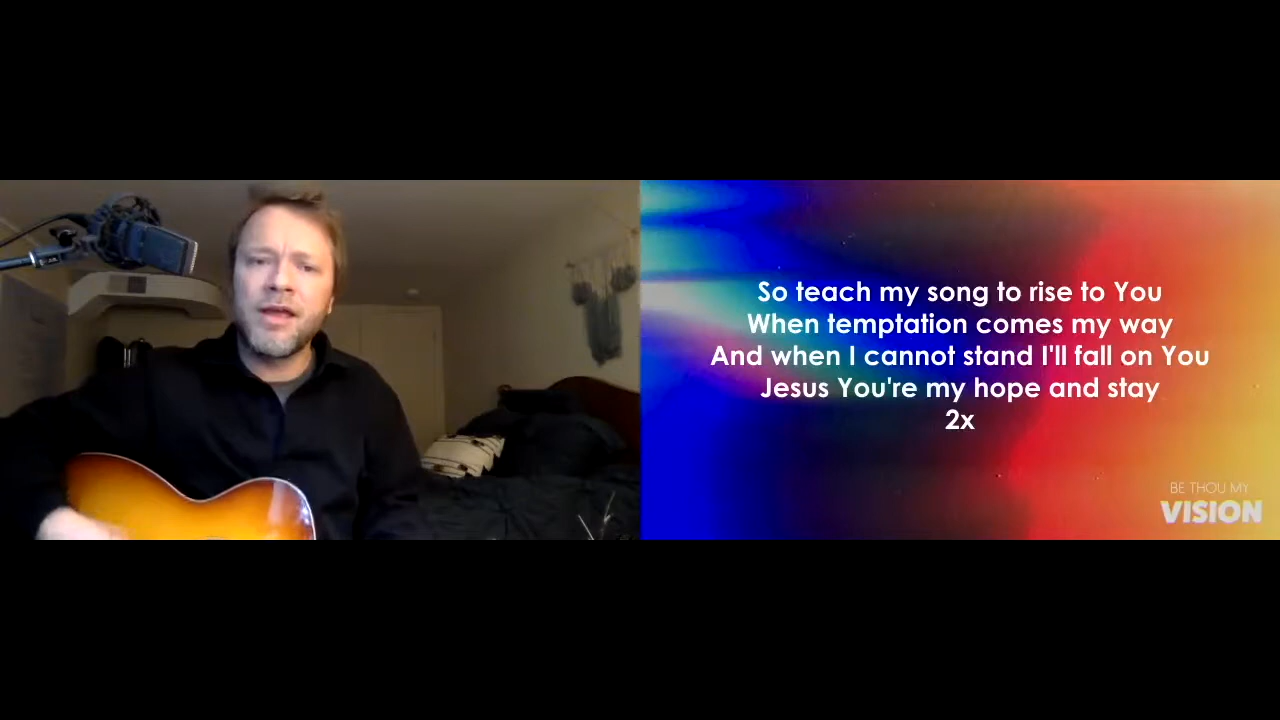 So teach my song to rise to You
When temptation comes my way
And when I cannot stand I'll fall on You
Jesus You're my hope and stay
2x
BE THOU MY
VISION